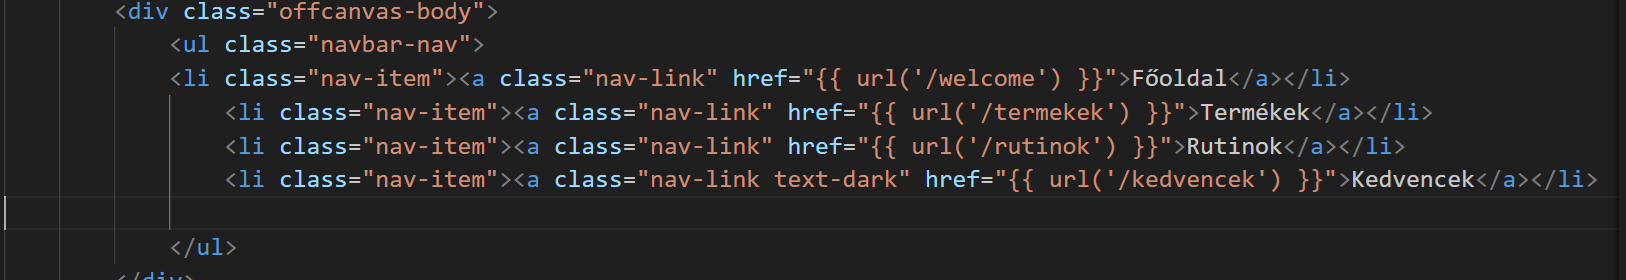 <div class="offcanvas-body">
<ul class="navbar-nav">
<li class="nav-item"><a class="nav-link" href="{{ url('/welcome') }}">Főoldal</a></li>
<li class="nav-item"><a class="nav-link" href="{{ url('/termekek') }}">Termékek</a></li>
<li class="nav-item"><a class="nav-link" href="{{ url('/rutinok') }}">Rutinok</a></li>
<li class="nav-item"><a class="nav-link text-dark" href="{{ url('/kedvencek') }}">Kedvencek</a></li>
</ul>
</div>